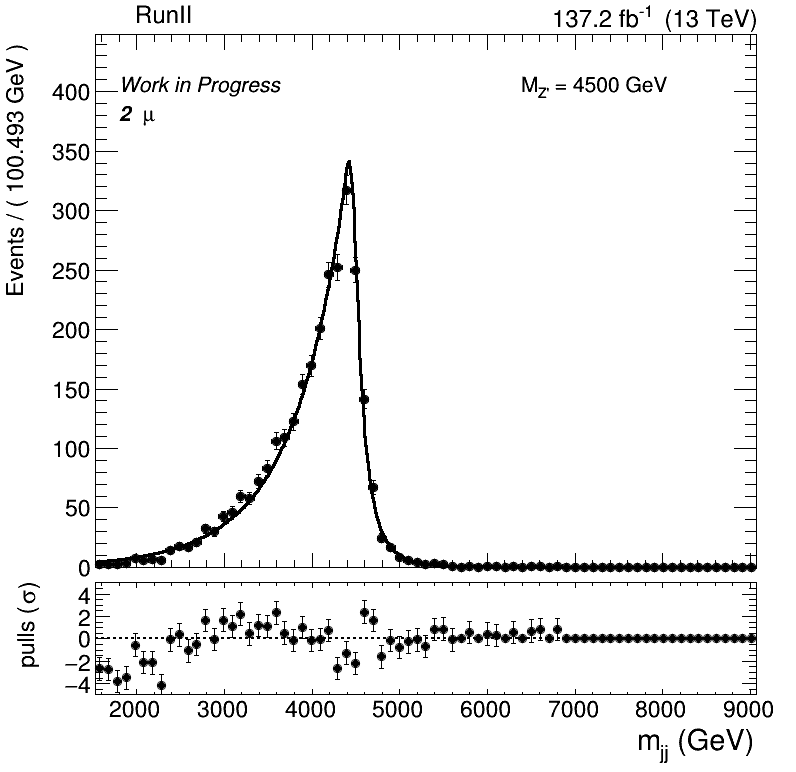 RunII 137.2 fb⁻¹ (13 TeV)
Events / ( 100.493 GeV )
Work in Progress
M_Z' = 4500 GeV
2 μ
400
350
300
250
200
150
100
50
0
pulls (σ)
4
2
0
−2
−4
2000 3000 4000 5000 6000 7000 8000 9000
m_jj (GeV)